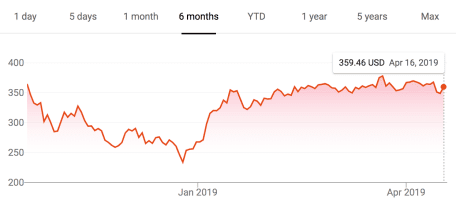 1 day 5 days 1 month 6 months YTD 1 year 5 years Max
359.46 USD Apr 16, 2019
400
350
300
250
200
Jan 2019 Apr 2019